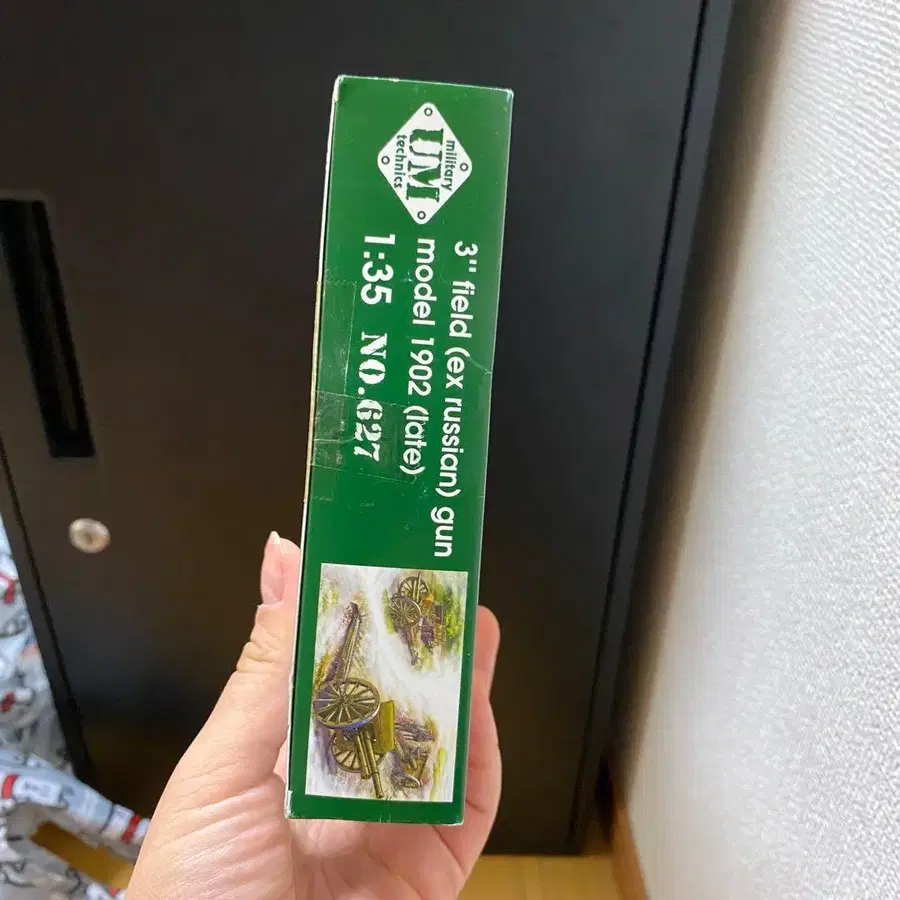 military
UM
technics
3" field (ex russian) gun
model 1902 (late)
1:35 NO.627